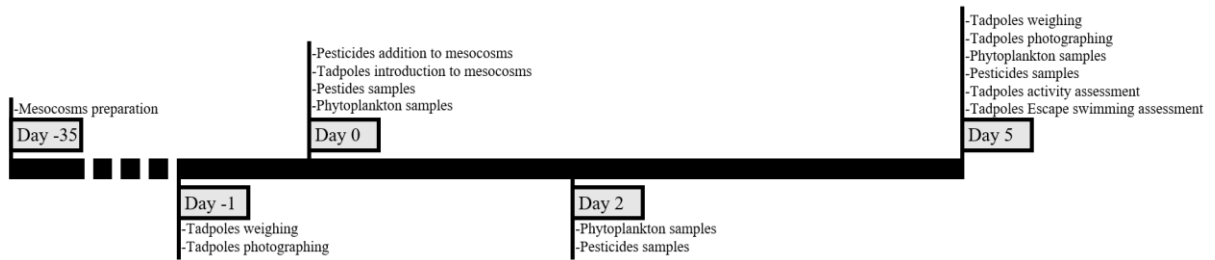 -Mesocosms preparation
Day -35
-Tadpoles weighing
-Tadpoles photographing
Day -1
-Pesticides addition to mesocosms
-Tadpoles introduction to mesocosms
-Pestides samples
-Phytoplankton samples
Day 0
Day 2
-Phytoplankton samples
-Pesticides samples
-Tadpoles weighing
-Tadpoles photographing
-Phytoplankton samples
-Pesticides samples
-Tadpoles activity assessment
-Tadpoles Escape swimming assessment
Day 5